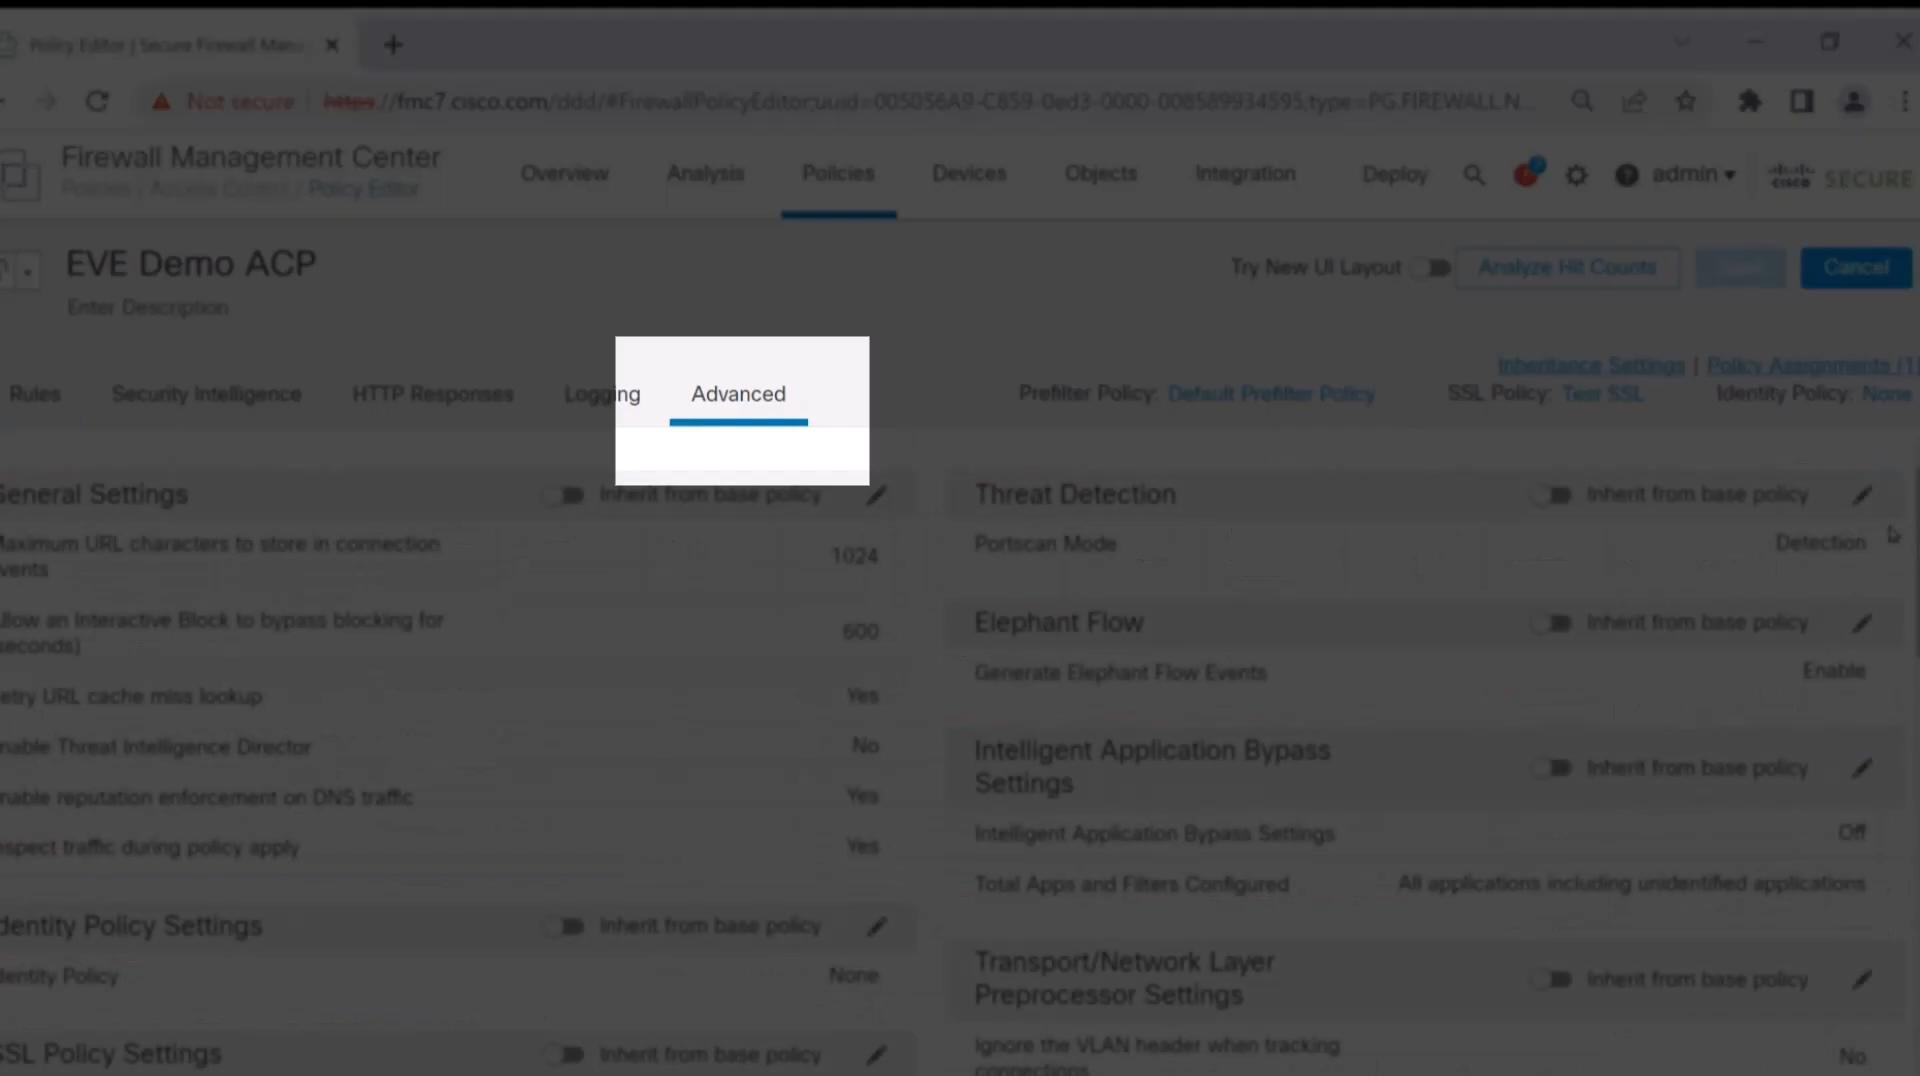 Policy Editor | Secure Firewall Mana
Not secure | https://fmc7.cisco.com/ddd/#FirewallPolicyEditor;uuid=005056A9-C859-0ed3-0000-008589934595;type=PG.FIREWALL.N...
Firewall Management Center
Policies / Access Control / Policy Editor
Overview Analysis Policies Devices Objects Integration Deploy admin cisco SECURE
EVE Demo ACP
Try New UI Layout Analyze Hit Counts Cancel
Enter Description
Inheritance Settings | Policy Assignments (1)
Rules Security Intelligence HTTP Responses Logging Advanced Prefilter Policy: Default Prefilter Policy SSL Policy: Test SSL Identity Policy: None
General Settings Inherit from base policy
Maximum URL characters to store in connection
events 1024
Allow an Interactive Block to bypass blocking for
(seconds) 600
Retry URL cache miss lookup Yes
Enable Threat Intelligence Director No
Enable reputation enforcement on DNS traffic Yes
Inspect traffic during policy apply Yes
Identity Policy Settings Inherit from base policy
Identity Policy None
SSL Policy Settings Inherit from base policy
Threat Detection Inherit from base policy
Portscan Mode Detection
Elephant Flow Inherit from base policy
Generate Elephant Flow Events Enable
Intelligent Application Bypass
Settings Inherit from base policy
Intelligent Application Bypass Settings Off
Total Apps and Filters Configured All applications including unidentified applications
Transport/Network Layer
Preprocessor Settings Inherit from base policy
Ignore the VLAN header when tracking
connections No